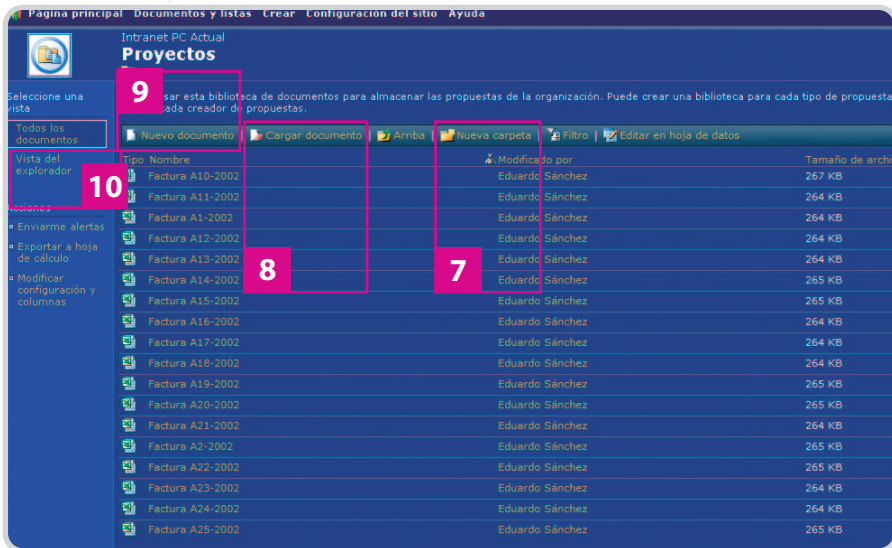 Página principal Documentos y listas Crear Configuración del sitio Ayuda
Intranet PC Actual
Proyectos
Seleccione una
vista
Todos los
documentos
Vista del
explorador
10
Acciones
Enviarme alertas
Exportar a hoja
de cálculo
Modificar
configuración y
columnas
9
sar esta biblioteca de documentos para almacenar las propuestas de la organización. Puede crear una biblioteca para cada tipo de propuesta
ada creador de propuestas.
Nuevo documento | Cargar documento | Arriba | Nueva carpeta | Filtro | Editar en hoja de datos
Tipo Nombre Modificado por Tamaño de archi
Factura A10-2002 Eduardo Sánchez 267 KB
Factura A11-2002 Eduardo Sánchez 264 KB
Factura A1-2002 Eduardo Sánchez 264 KB
Factura A12-2002 Eduardo Sánchez 264 KB
Factura A13-2002 Eduardo Sánchez 264 KB
8 7
Factura A14-2002 Eduardo Sánchez 265 KB
Factura A15-2002 Eduardo Sánchez 265 KB
Factura A16-2002 Eduardo Sánchez 264 KB
Factura A17-2002 Eduardo Sánchez 264 KB
Factura A18-2002 Eduardo Sánchez 264 KB
Factura A19-2002 Eduardo Sánchez 265 KB
Factura A20-2002 Eduardo Sánchez 265 KB
Factura A21-2002 Eduardo Sánchez 264 KB
Factura A2-2002 Eduardo Sánchez 265 KB
Factura A22-2002 Eduardo Sánchez 265 KB
Factura A23-2002 Eduardo Sánchez 264 KB
Factura A24-2002 Eduardo Sánchez 264 KB
Factura A25-2002 Eduardo Sánchez 265 KB